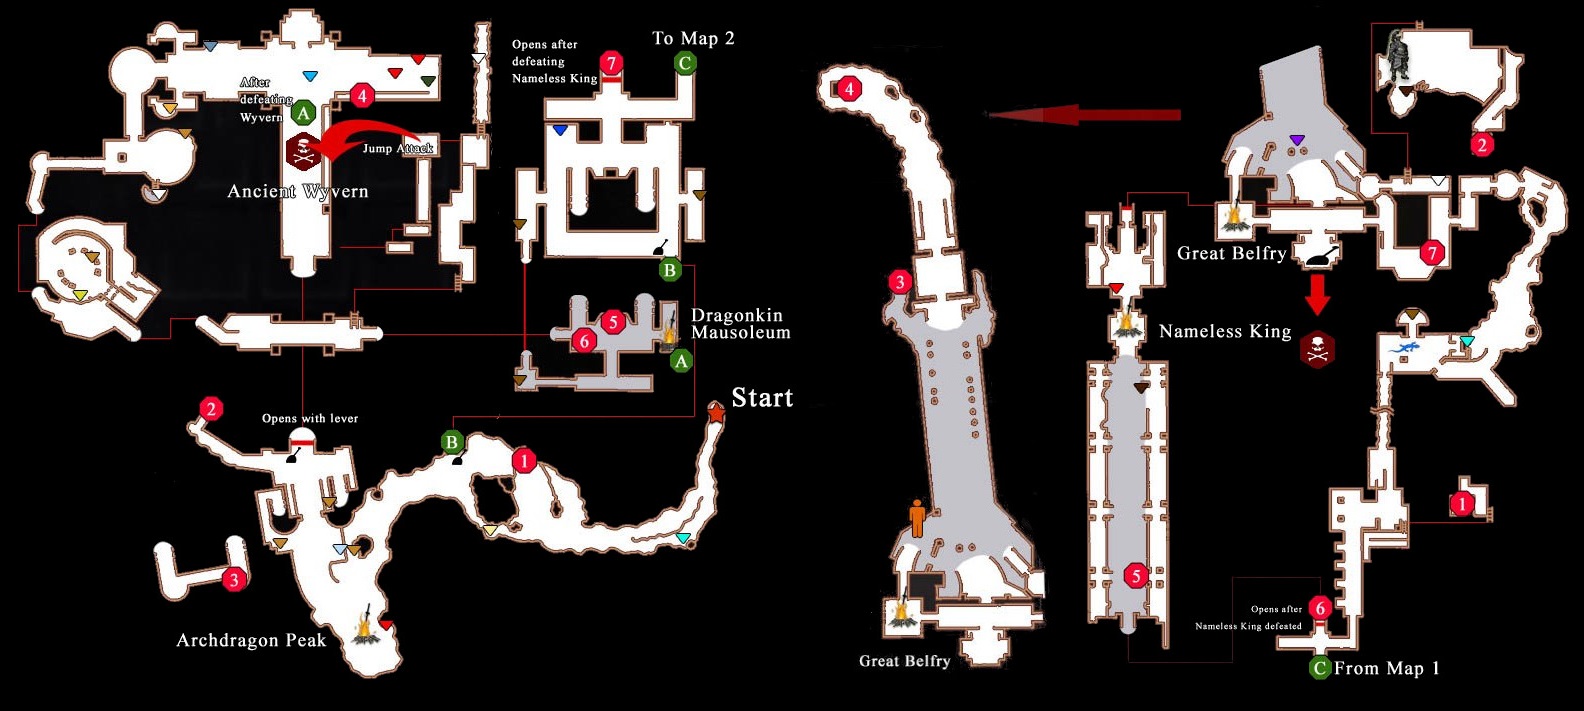 Opens after
defeating
Nameless King
7
To Map 2
C
After
defeating
Wyvern
A
4
Jump Attack
Ancient Wyvern
B
Dragonkin
Mausoleum
5
6
A
Start
2
Opens with lever
B
1
3
Archdragon Peak
4
3
Great Belfry
2
Great Belfry
7
Nameless King
1
5
Opens after
Nameless King defeated
6
C
From Map 1